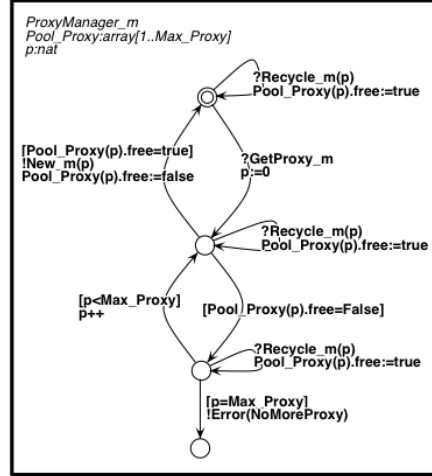 ProxyManager_m
Pool_Proxy:array[1..Max_Proxy]
p:nat
?Recycle_m(p)
Pool_Proxy(p).free:=true
[Pool_Proxy(p).free=true]
!New_m(p)
Pool_Proxy(p).free:=false
?GetProxy_m
p:=0
?Recycle_m(p)
Pool_Proxy(p).free:=true
[p<Max_Proxy]
p++
[Pool_Proxy(p).free=False]
?Recycle_m(p)
Pool_Proxy(p).free:=true
[p=Max_Proxy]
!Error(NoMoreProxy)